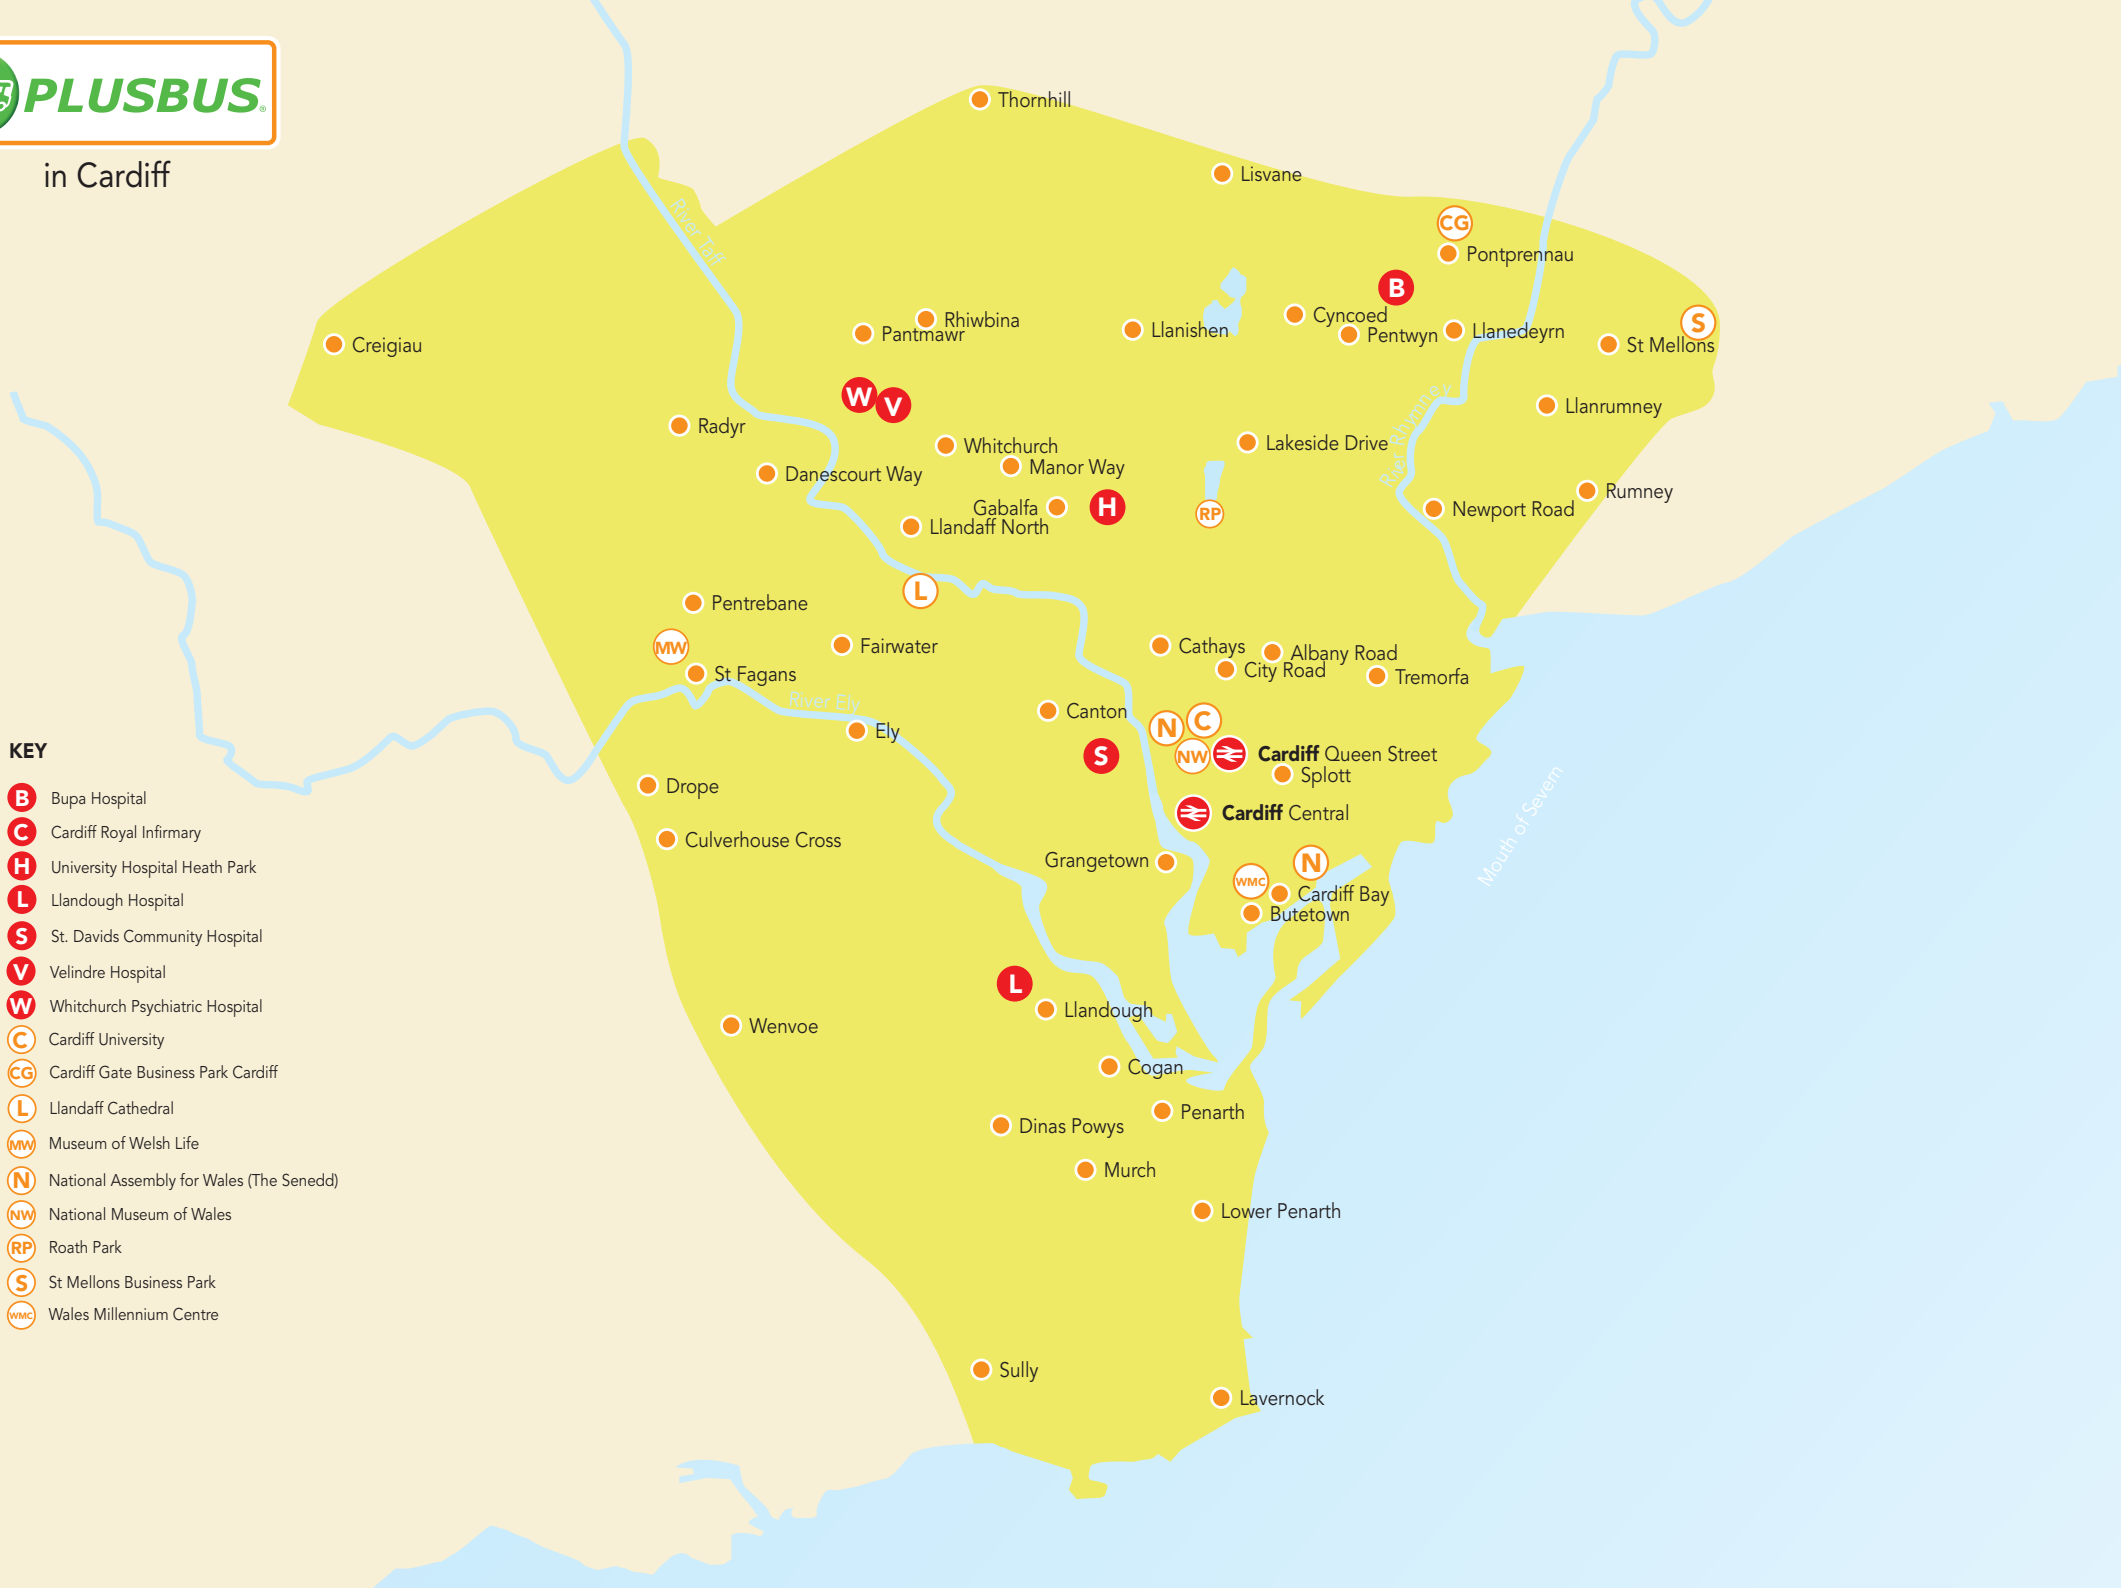 PLUSBUS®
in Cardiff
Thornhill
Lisvane
CG
Pontprennau
River Taff
B
Creigiau
Rhiwbina
Pantmawr
Llanishen
Cyncoed
Pentwyn
Llanedeyrn
S
St Mellons
W
V
River Rhymney
Llanrumney
Radyr
Whitchurch
Lakeside Drive
Manor Way
Danescourt Way
Gabalfa
H
RP
Rumney
Newport Road
Llandaff North
L
Pentrebane
MW
Fairwater
St Fagans
Cathays
Albany Road
City Road
Tremorfa
River Ely
Canton
Ely
N
C
S
NW
Cardiff Queen Street
Splott
Drope
Cardiff Central
Mouth of Severn
Culverhouse Cross
Grangetown
N
WMC
Cardiff Bay
Butetown
L
Llandough
Wenvoe
Cogan
Penarth
Dinas Powys
Murch
Lower Penarth
Sully
Lavernock
KEY
B Bupa Hospital
C Cardiff Royal Infirmary
H University Hospital Heath Park
L Llandough Hospital
S St. Davids Community Hospital
V Velindre Hospital
W Whitchurch Psychiatric Hospital
C Cardiff University
CG Cardiff Gate Business Park Cardiff
L Llandaff Cathedral
MW Museum of Welsh Life
N National Assembly for Wales (The Senedd)
NW National Museum of Wales
RP Roath Park
S St Mellons Business Park
WMC Wales Millennium Centre